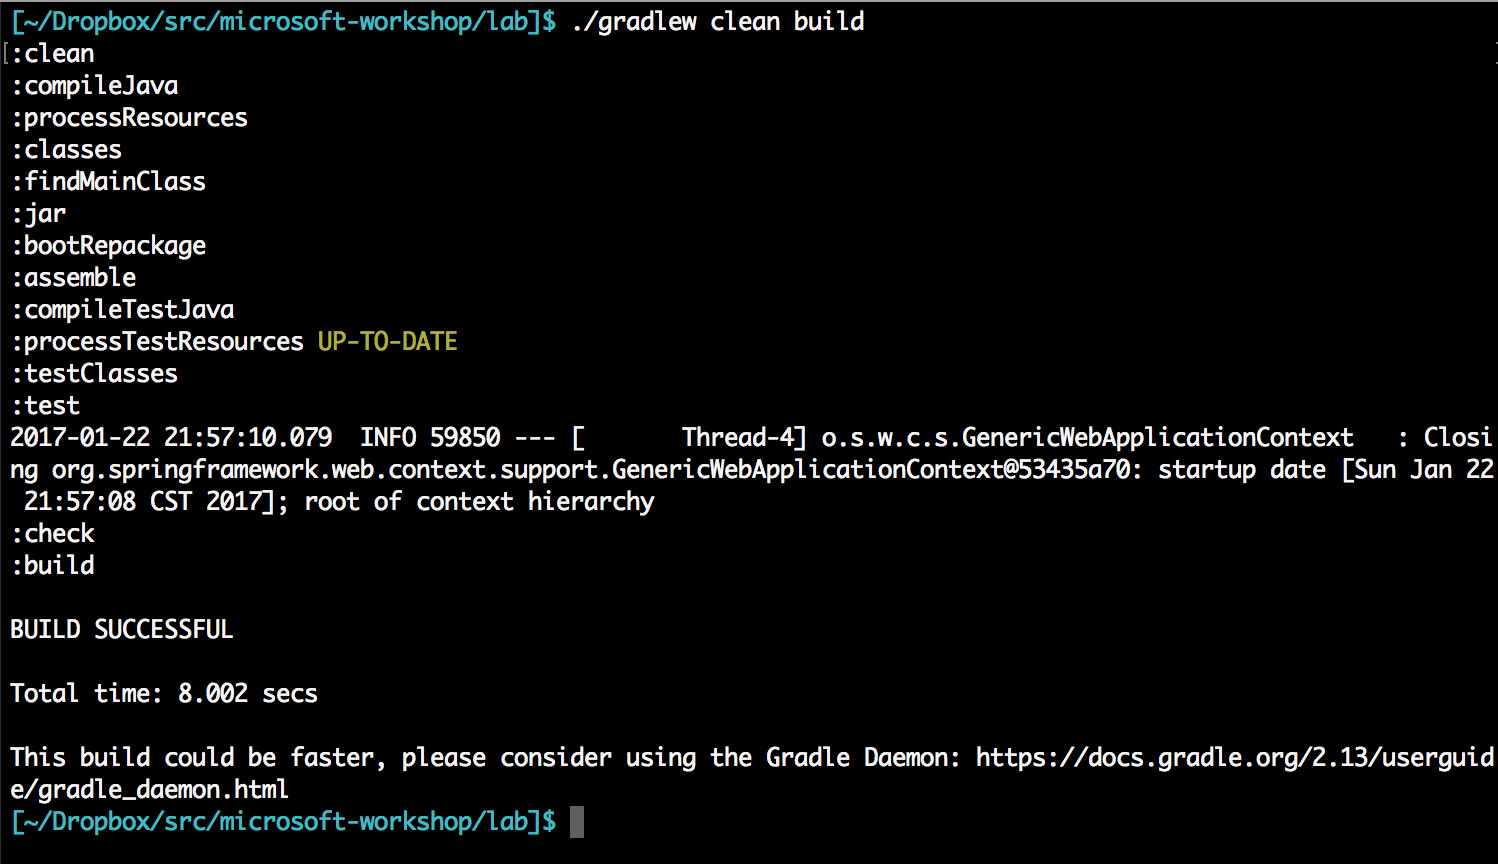 [~/Dropbox/src/microsoft-workshop/lab]$ ./gradlew clean build
:clean
:compileJava
:processResources
:classes
:findMainClass
:jar
:bootRepackage
:assemble
:compileTestJava
:processTestResources UP-TO-DATE
:testClasses
:test
2017-01-22 21:57:10.079  INFO 59850 --- [       Thread-4] o.s.w.c.s.GenericWebApplicationContext   : Closi
ng org.springframework.web.context.support.GenericWebApplicationContext@53435a70: startup date [Sun Jan 22
 21:57:08 CST 2017]; root of context hierarchy
:check
:build

BUILD SUCCESSFUL

Total time: 8.002 secs

This build could be faster, please consider using the Gradle Daemon: https://docs.gradle.org/2.13/userguid
e/gradle_daemon.html
[~/Dropbox/src/microsoft-workshop/lab]$